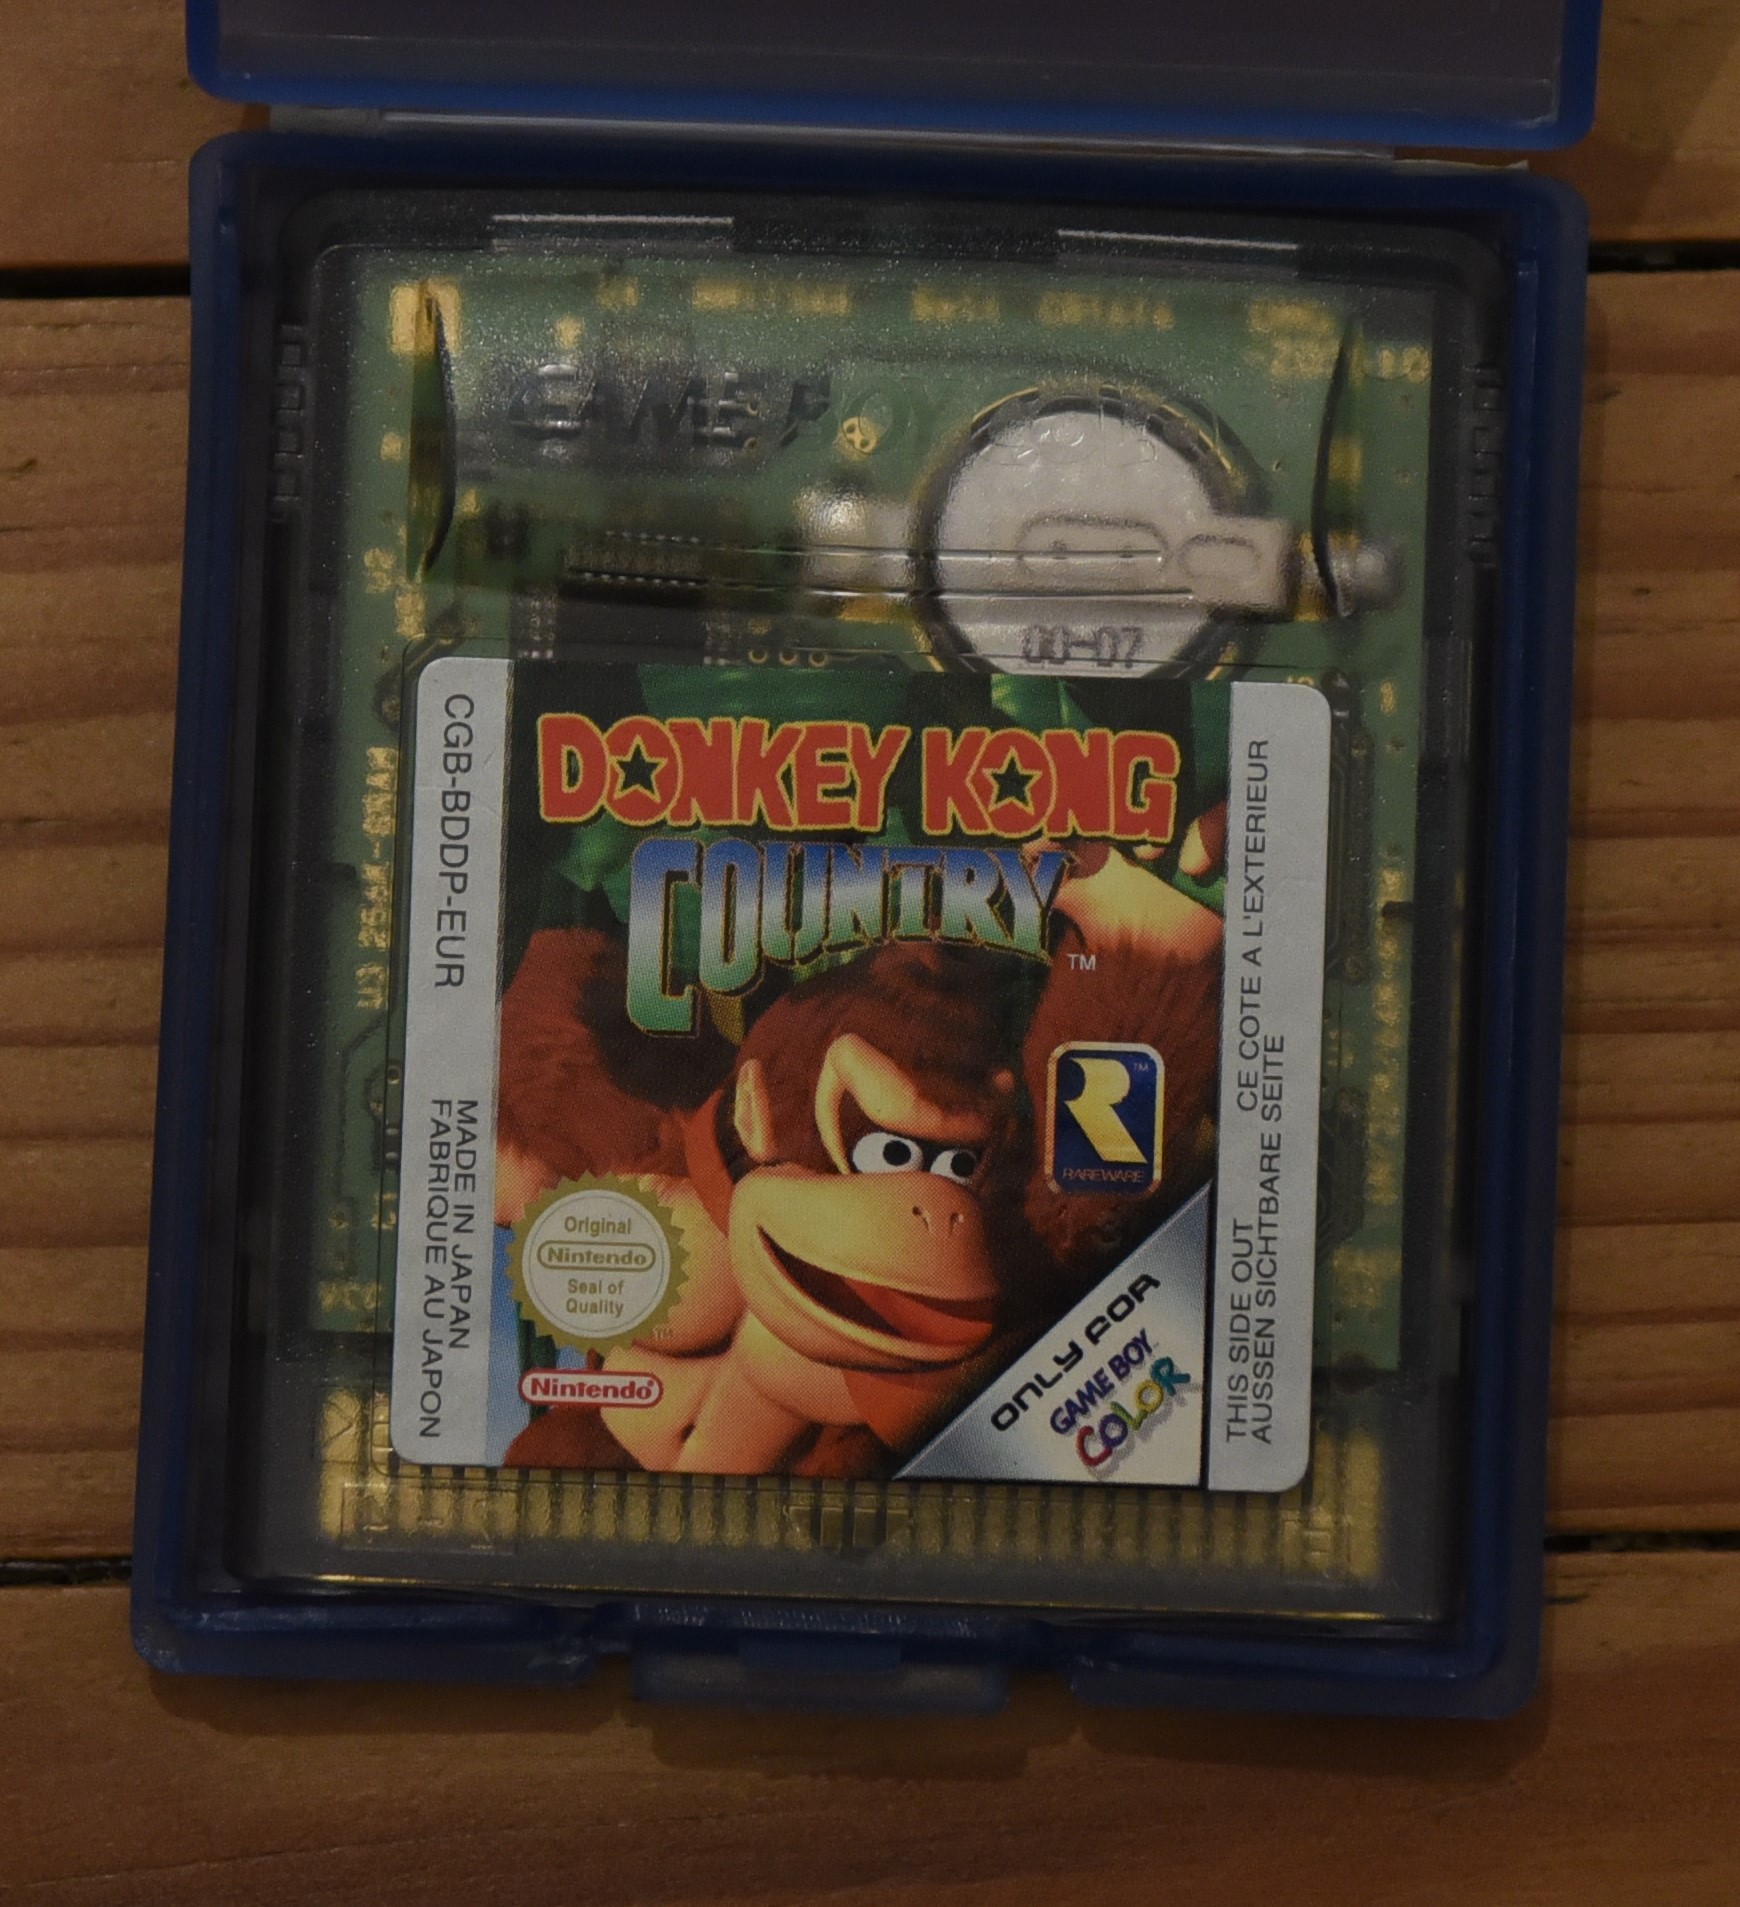 GAME BOY
00-07
CGB-BDDP-EUR
MADE IN JAPAN
FABRIQUE AU JAPON
DONKEY KONG
COUNTRY
TM
TM
RAREWARE
Original
Nintendo
Seal of
Quality
TM
Nintendo
ONLY FOR
GAME BOY
COLOR
THIS SIDE OUT CE COTE A L'EXTERIEUR
AUSSEN SICHTBARE SEITE